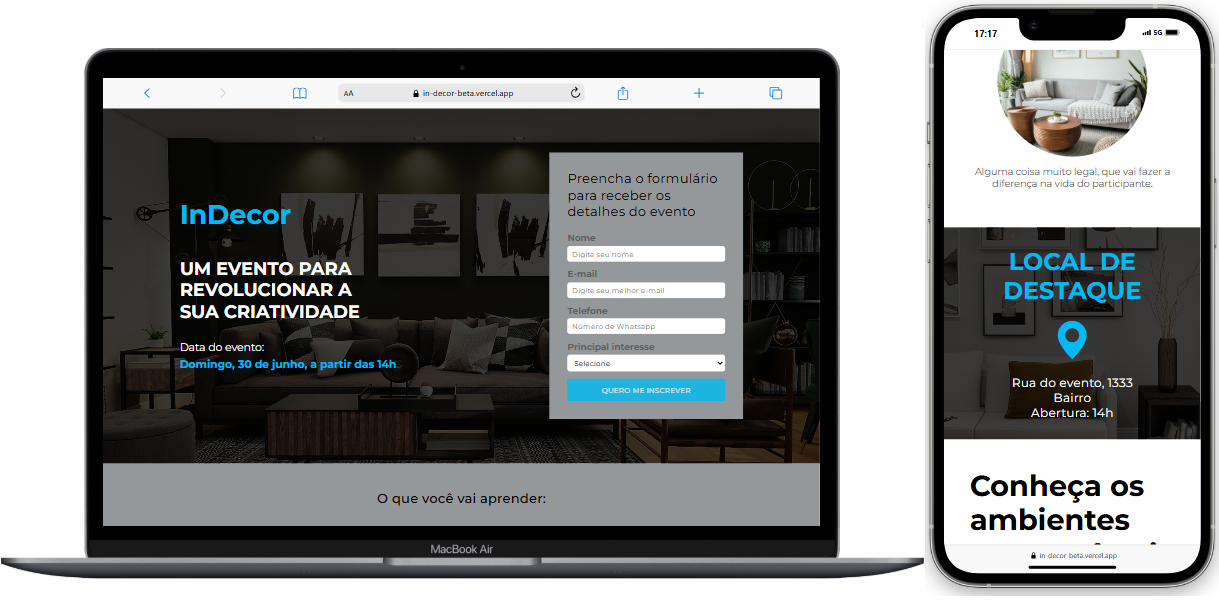 AA
in-decor-beta.vercel.app
InDecor
UM EVENTO PARA
REVOLUCIONAR A
SUA CRIATIVIDADE
Data do evento:
Domingo, 30 de junho, a partir das 14h
Preencha o formulário
para receber os
detalhes do evento
Nome
Digite seu nome
E-mail
Digite seu melhor e-mail
Telefone
Número de Whatsapp
Principal interesse
Selecione
QUERO ME INSCREVER
O que você vai aprender:
MacBook Air
17:17
5G
Alguma coisa muito legal, que vai fazer a
diferença na vida do participante.
LOCAL DE
DESTAQUE
Rua do evento, 1333
Bairro
Abertura: 14h
Conheça os
ambientes
in-decor-beta.vercel.app